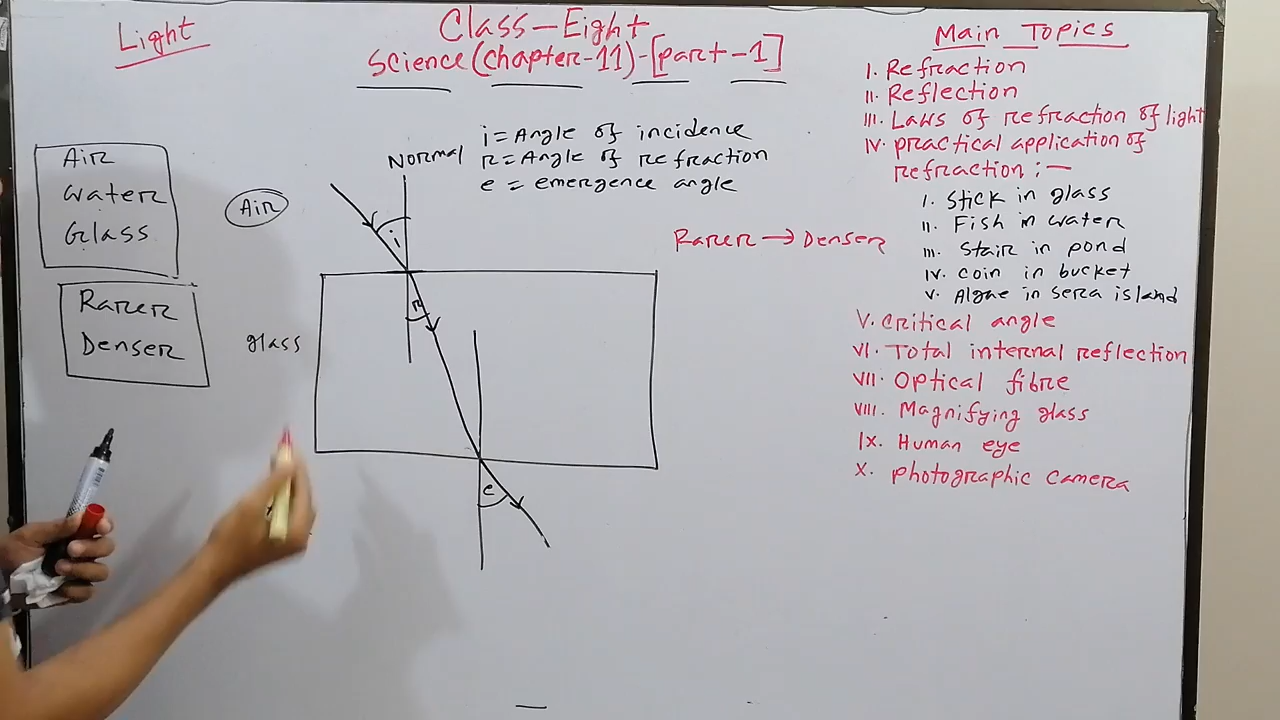 Light
Class-Eight
Science (chapter-11)-[part-1]
Air
Water
Glass
Rarer
Denser
i = Angle of incidence
r = Angle of refraction
e = emergence angle
Normal
Air
i
r
glass
e
Rarer → Denser
Main Topics
I. Refraction
II. Reflection
III. Laws of refraction of light
IV. practical application of
refraction :-
I. Stick in glass
II. Fish in water
III. Stair in pond
IV. coin in bucket
V. Algae in sera island
V. Critical angle
VI. Total internal reflection
VII. Optical fibre
VIII. Magnifying glass
IX. Human eye
X. photographic camera